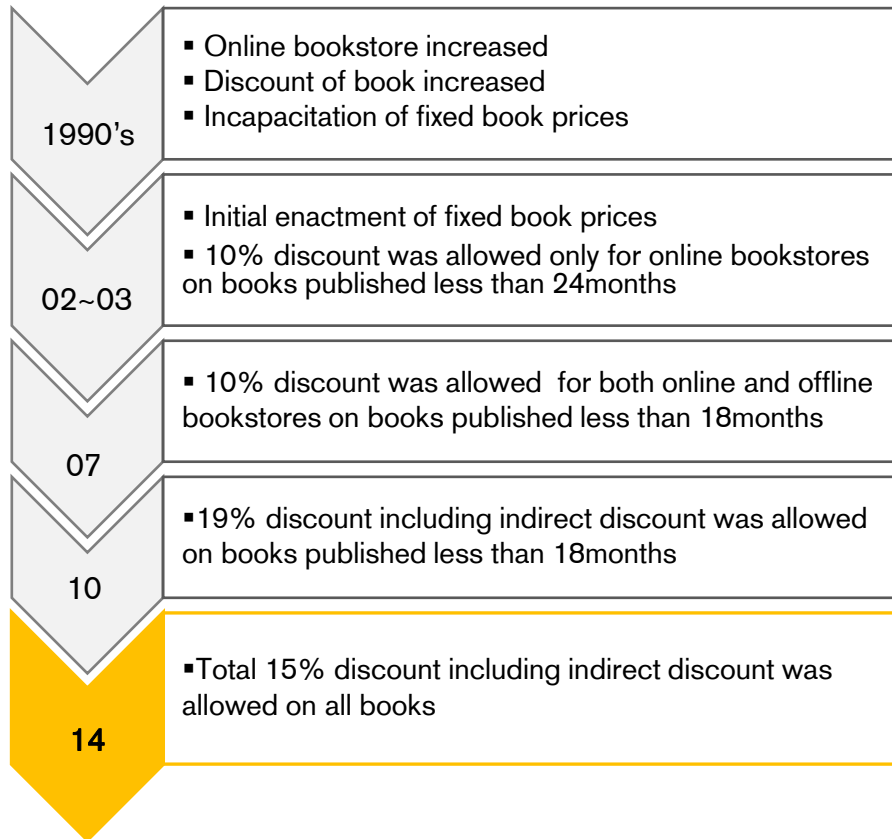 ▪ Online bookstore increased
▪ Discount of book increased
▪ Incapacitation of fixed book prices
1990's
▪ Initial enactment of fixed book prices
▪ 10% discount was allowed only for online bookstores
on books published less than 24months
02~03
▪ 10% discount was allowed  for both online and offline
bookstores on books published less than 18months
07
▪19% discount including indirect discount was allowed
on books published less than 18months
10
▪Total 15% discount including indirect discount was
allowed on all books
14